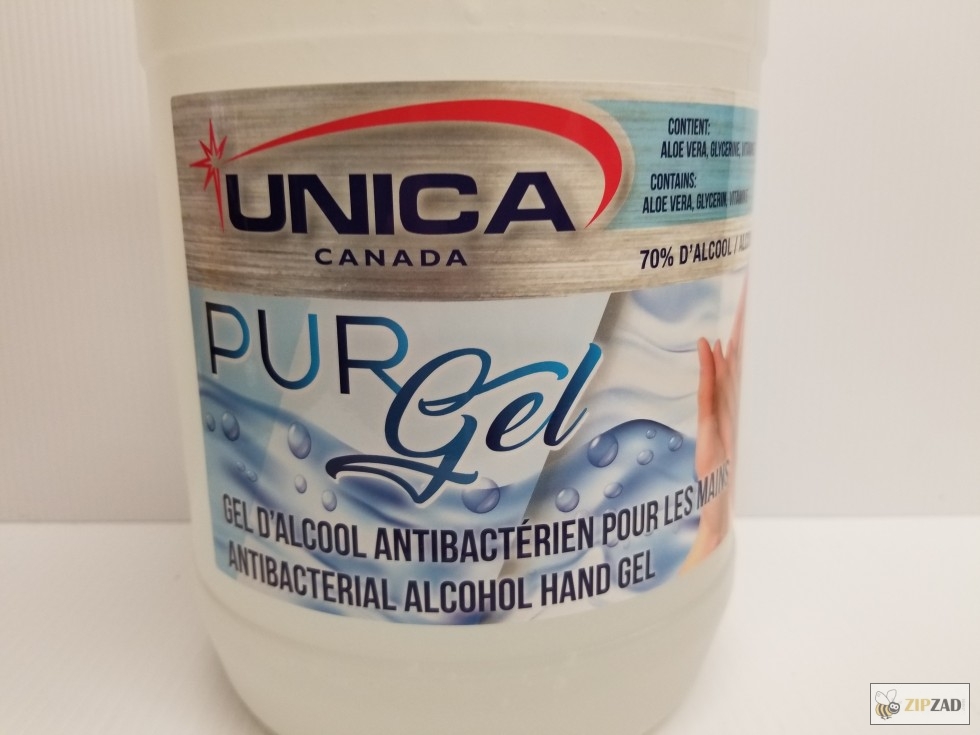 UNICA
CANADA
CONTIENT:
ALOE VERA, GLYCERINE,
CONTAINS:
ALOE VERA, GLYCERIN,
70% D'ALCOOL /
PUR
Gel
GEL D'ALCOOL ANTIBACTÉRIEN POUR LES MAINS
ANTIBACTERIAL ALCOHOL HAND GEL
ZIPZAD